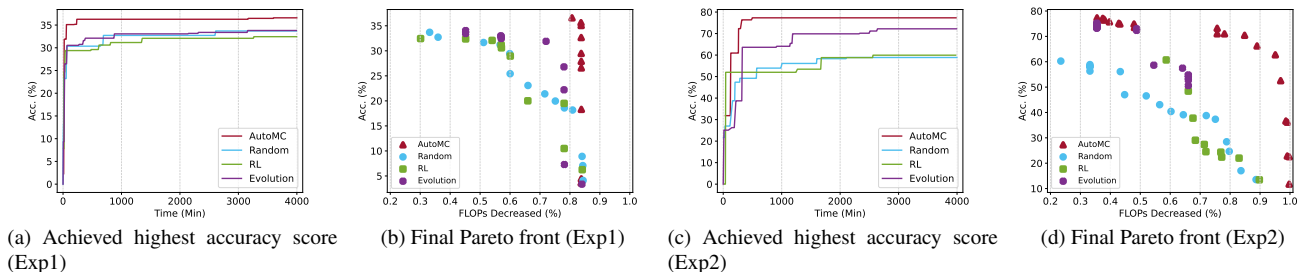 Acc. (%)
35
30
25
20
15
10
5
0
AutoMC
Random
RL
Evolution
0
1000
2000
3000
4000
Time (Min)
(a) Achieved highest accuracy score
(Exp1)
Acc. (%)
35
30
25
20
15
10
5
AutoMC
Random
RL
Evolution
0.2
0.3
0.4
0.5
0.6
0.7
0.8
0.9
1.0
FLOPs Decreased (%)
(b) Final Pareto front (Exp1)
Acc. (%)
80
70
60
50
40
30
20
10
0
AutoMC
Random
RL
Evolution
0
1000
2000
3000
4000
Time (Min)
(c) Achieved highest accuracy score
(Exp2)
Acc. (%)
80
70
60
50
40
30
20
10
AutoMC
Random
RL
Evolution
0.2
0.3
0.4
0.5
0.6
0.7
0.8
0.9
1.0
FLOPs Decreased (%)
(d) Final Pareto front (Exp2)